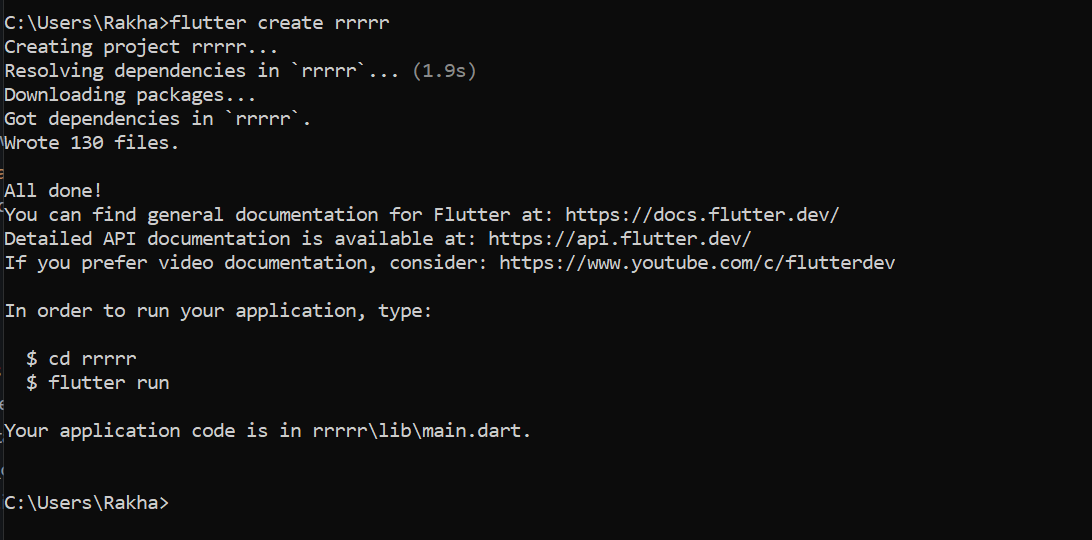 C:\Users\Rakha>flutter create rrrrr
Creating project rrrrr...
Resolving dependencies in `rrrrr`... (1.9s)
Downloading packages...
Got dependencies in `rrrrr`.
Wrote 130 files.
All done!
You can find general documentation for Flutter at: https://docs.flutter.dev/
Detailed API documentation is available at: https://api.flutter.dev/
If you prefer video documentation, consider: https://www.youtube.com/c/flutterdev
In order to run your application, type:
$ cd rrrrr
$ flutter run
Your application code is in rrrrr\lib\main.dart.
C:\Users\Rakha>